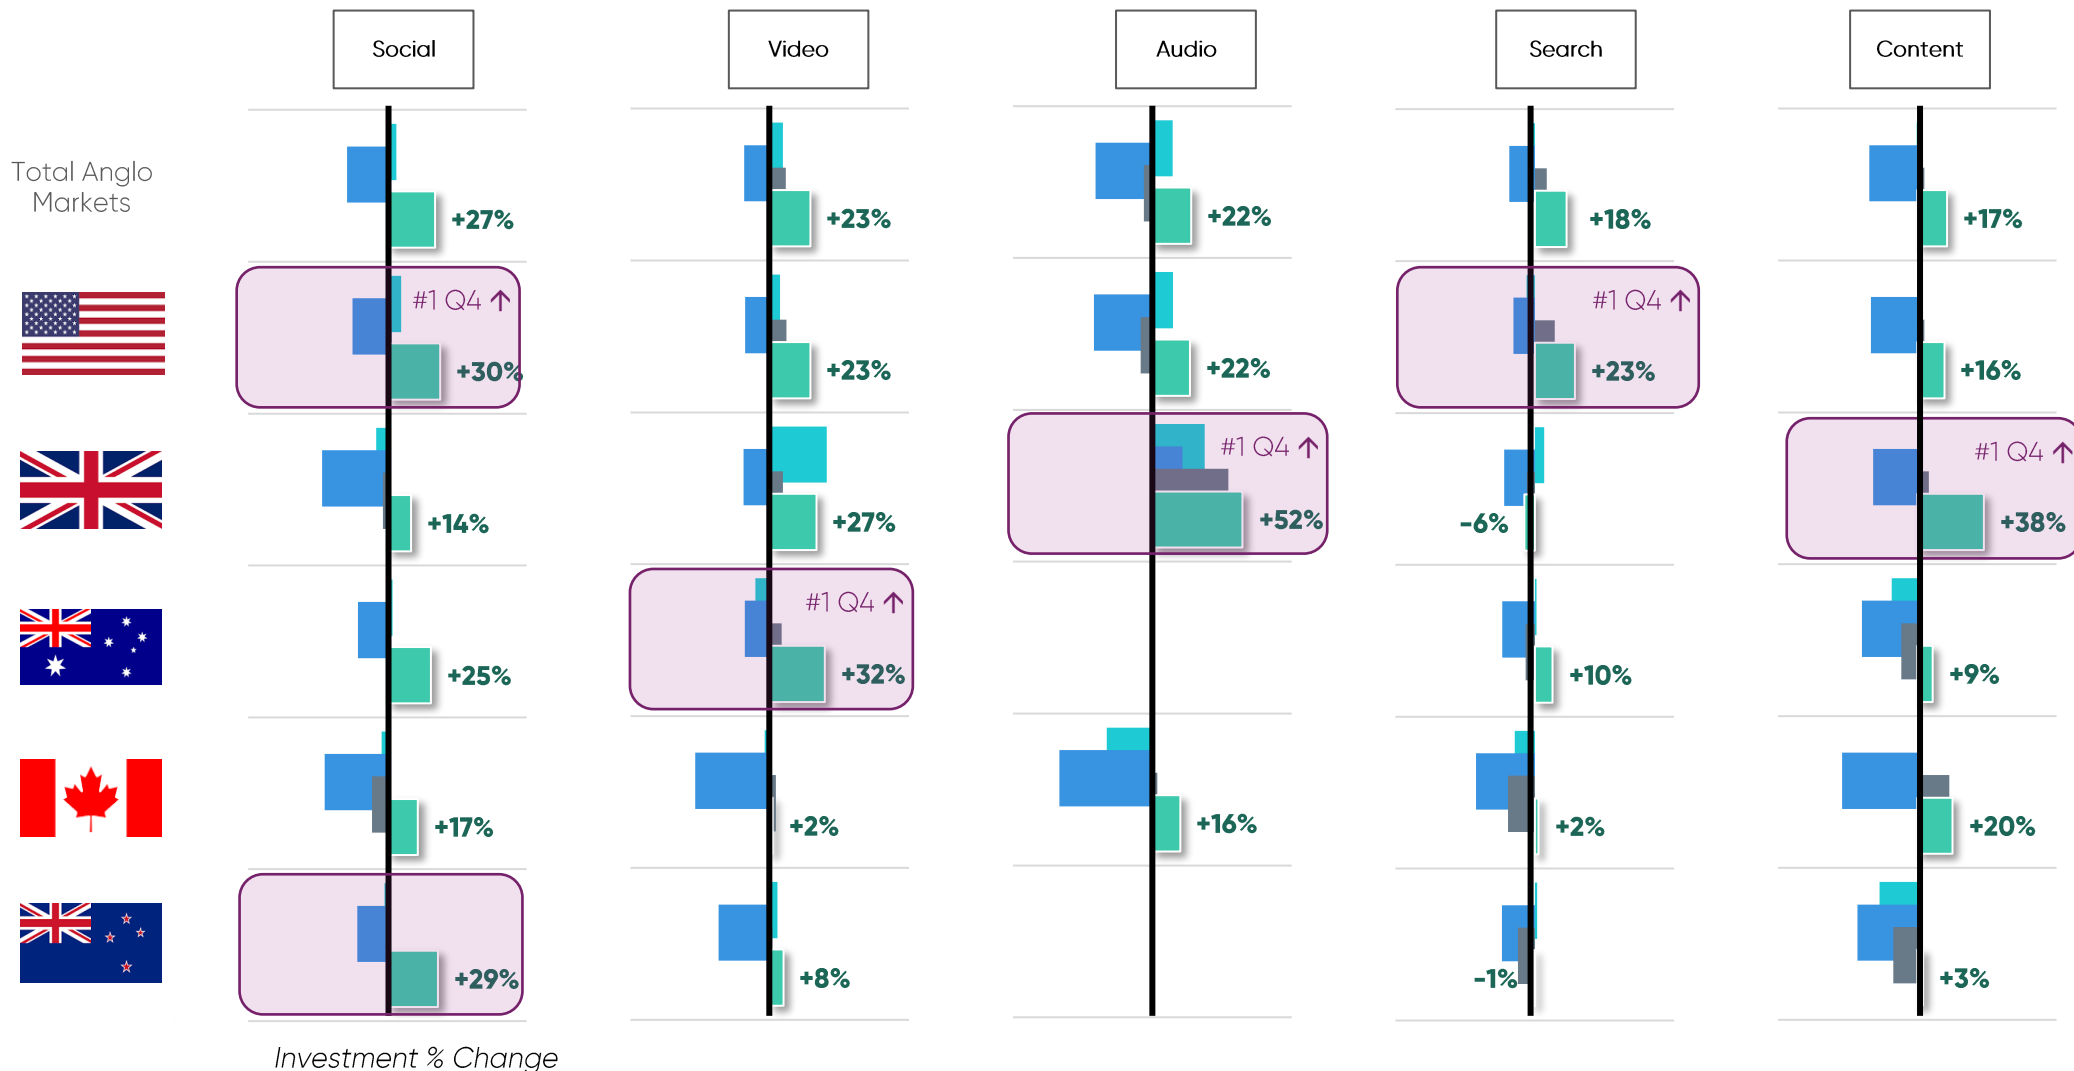 Social
Video
Audio
Search
Content
Total Anglo
Markets
+27%
+23%
+22%
+18%
+17%
#1 Q4 ↑
+30%
+23%
+22%
#1 Q4 ↑
+23%
+16%
+14%
+27%
#1 Q4 ↑
+52%
-6%
#1 Q4 ↑
+38%
+25%
#1 Q4 ↑
+32%
+10%
+9%
+17%
+2%
+16%
+2%
+20%
+29%
+8%
-1%
+3%
Investment % Change